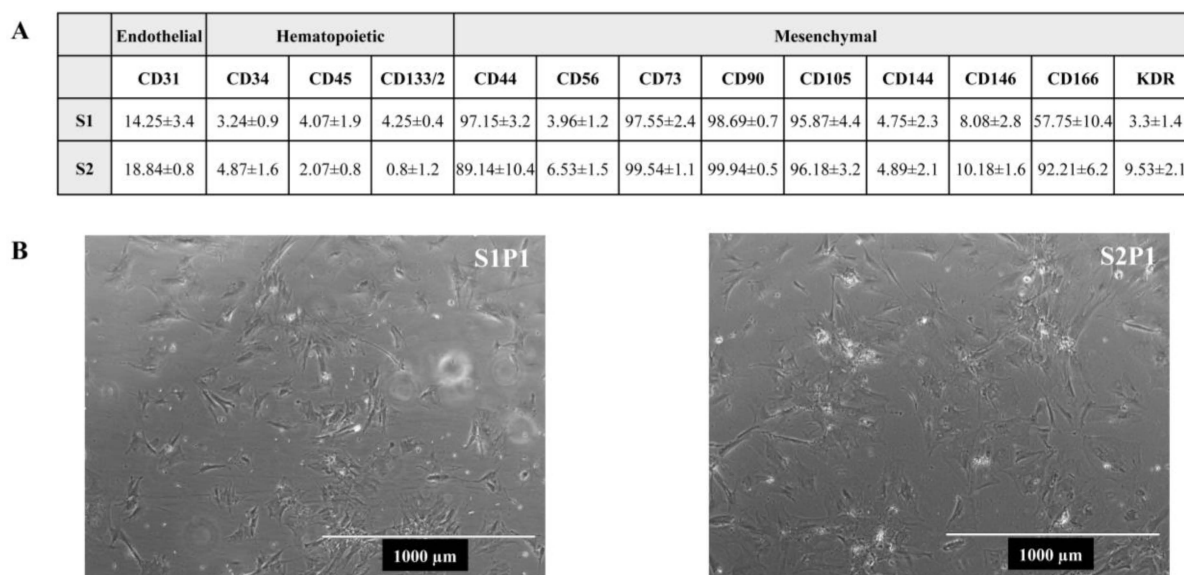 A
Endothelial Hematopoietic Mesenchymal
CD31 CD34 CD45 CD133/2 CD44 CD56 CD73 CD90 CD105 CD144 CD146 CD166 KDR
S1 14.25±3.4 3.24±0.9 4.07±1.9 4.25±0.4 97.15±3.2 3.96±1.2 97.55±2.4 98.69±0.7 95.87±4.4 4.75±2.3 8.08±2.8 57.75±10.4 3.3±1.4
S2 18.84±0.8 4.87±1.6 2.07±0.8 0.8±1.2 89.14±10.4 6.53±1.5 99.54±1.1 99.94±0.5 96.18±3.2 4.89±2.1 10.18±1.6 92.21±6.2 9.53±2.1
B
S1P1 S2P1
1000 µm 1000 µm